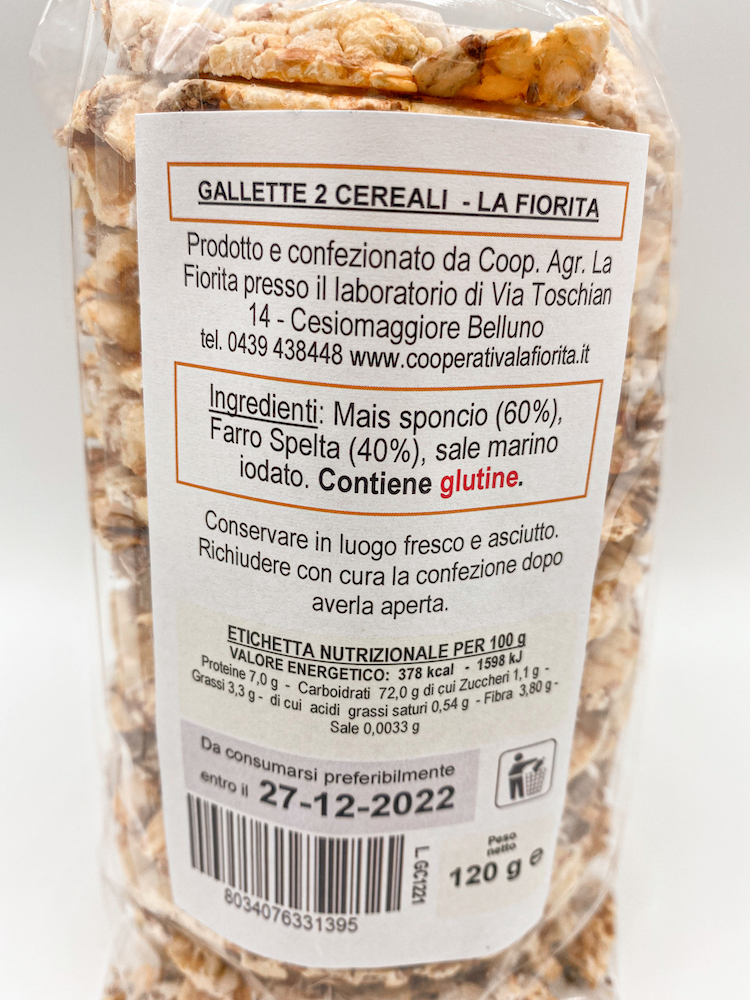 GALLETTE 2 CEREALI - LA FIORITA
Prodotto e confezionato da Coop. Agr. La
Fiorita presso il laboratorio di Via Toschian
14 - Cesiomaggiore Belluno
tel. 0439 438448 www.cooperativalafiorita.it
Ingredienti: Mais sponcio (60%),
Farro Spelta (40%), sale marino
iodato. Contiene glutine.
Conservare in luogo fresco e asciutto.
Richiudere con cura la confezione dopo
averla aperta.
ETICHETTA NUTRIZIONALE PER 100 g
VALORE ENERGETICO: 378 kcal - 1598 kJ
Proteine 7,0 g - Carboidrati 72,0 g di cui Zuccheri 1,1 g -
Grassi 3,3 g - di cui acidi grassi saturi 0,54 g - Fibra 3,80 g -
Sale 0,0033 g
Da consumarsi preferibilmente
entro il 27-12-2022
8034076331395
L. GC1221
Peso
netto
120 g e